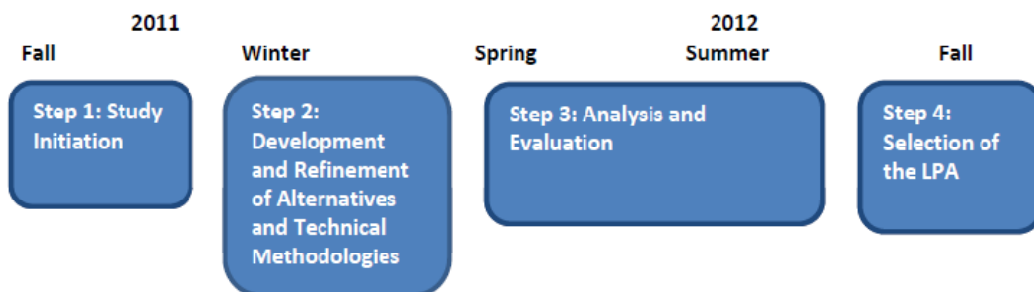 2011
2012
Fall
Winter
Spring
Summer
Fall
Step 1: Study
Initiation
Step 2:
Development
and Refinement
of Alternatives
and Technical
Methodologies
Step 3: Analysis and
Evaluation
Step 4:
Selection of
the LPA